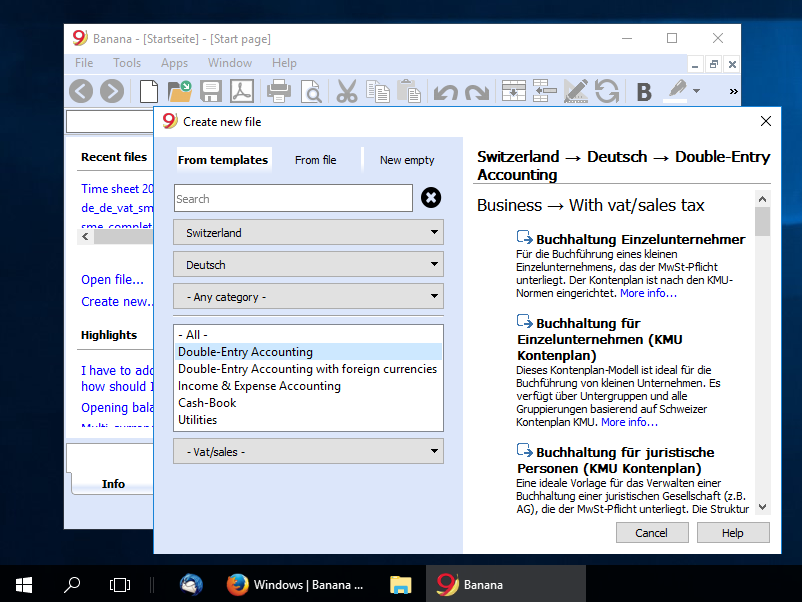 Banana - [Startseite] - [Start page]
File Tools Apps Window Help
B
»
Recent files
Time sheet 20
de_de_vat_sm
sme_complet
Open file...
Create new..
Highlights
I have to add
how should I
Opening bala
Multi-curren
Info
Create new file
From templates From file New empty
Search
Switzerland
Deutsch
- Any category -
- All -
Double-Entry Accounting
Double-Entry Accounting with foreign currencies
Income & Expense Accounting
Cash-Book
Utilities
- Vat/sales -
Switzerland → Deutsch → Double-Entry
Accounting
Business → With vat/sales tax
Buchhaltung Einzelunternehmer
Für die Buchführung eines kleinen
Einzelunternehmens, das der MwSt-Pflicht
unterliegt. Der Kontenplan ist nach den KMU-
Normen eingerichtet. More info...
Buchhaltung für
Einzelunternehmen (KMU
Kontenplan)
Dieses Kontenplan-Modell ist ideal für die
Buchführung von kleinen Unternehmen. Es
verfügt über Untergruppen und alle
Gruppierungen basierend auf Schweizer
Kontenplan KMU. More info...
Buchhaltung für juristische
Personen (KMU Kontenplan)
Eine ideale Vorlage für das Verwalten einer
Buchhaltung einer juristischen Gesellschaft (z.B.
AG), die der MwSt-Pflicht unterliegt. Die Struktur
Cancel Help
Windows | Banana ... Banana